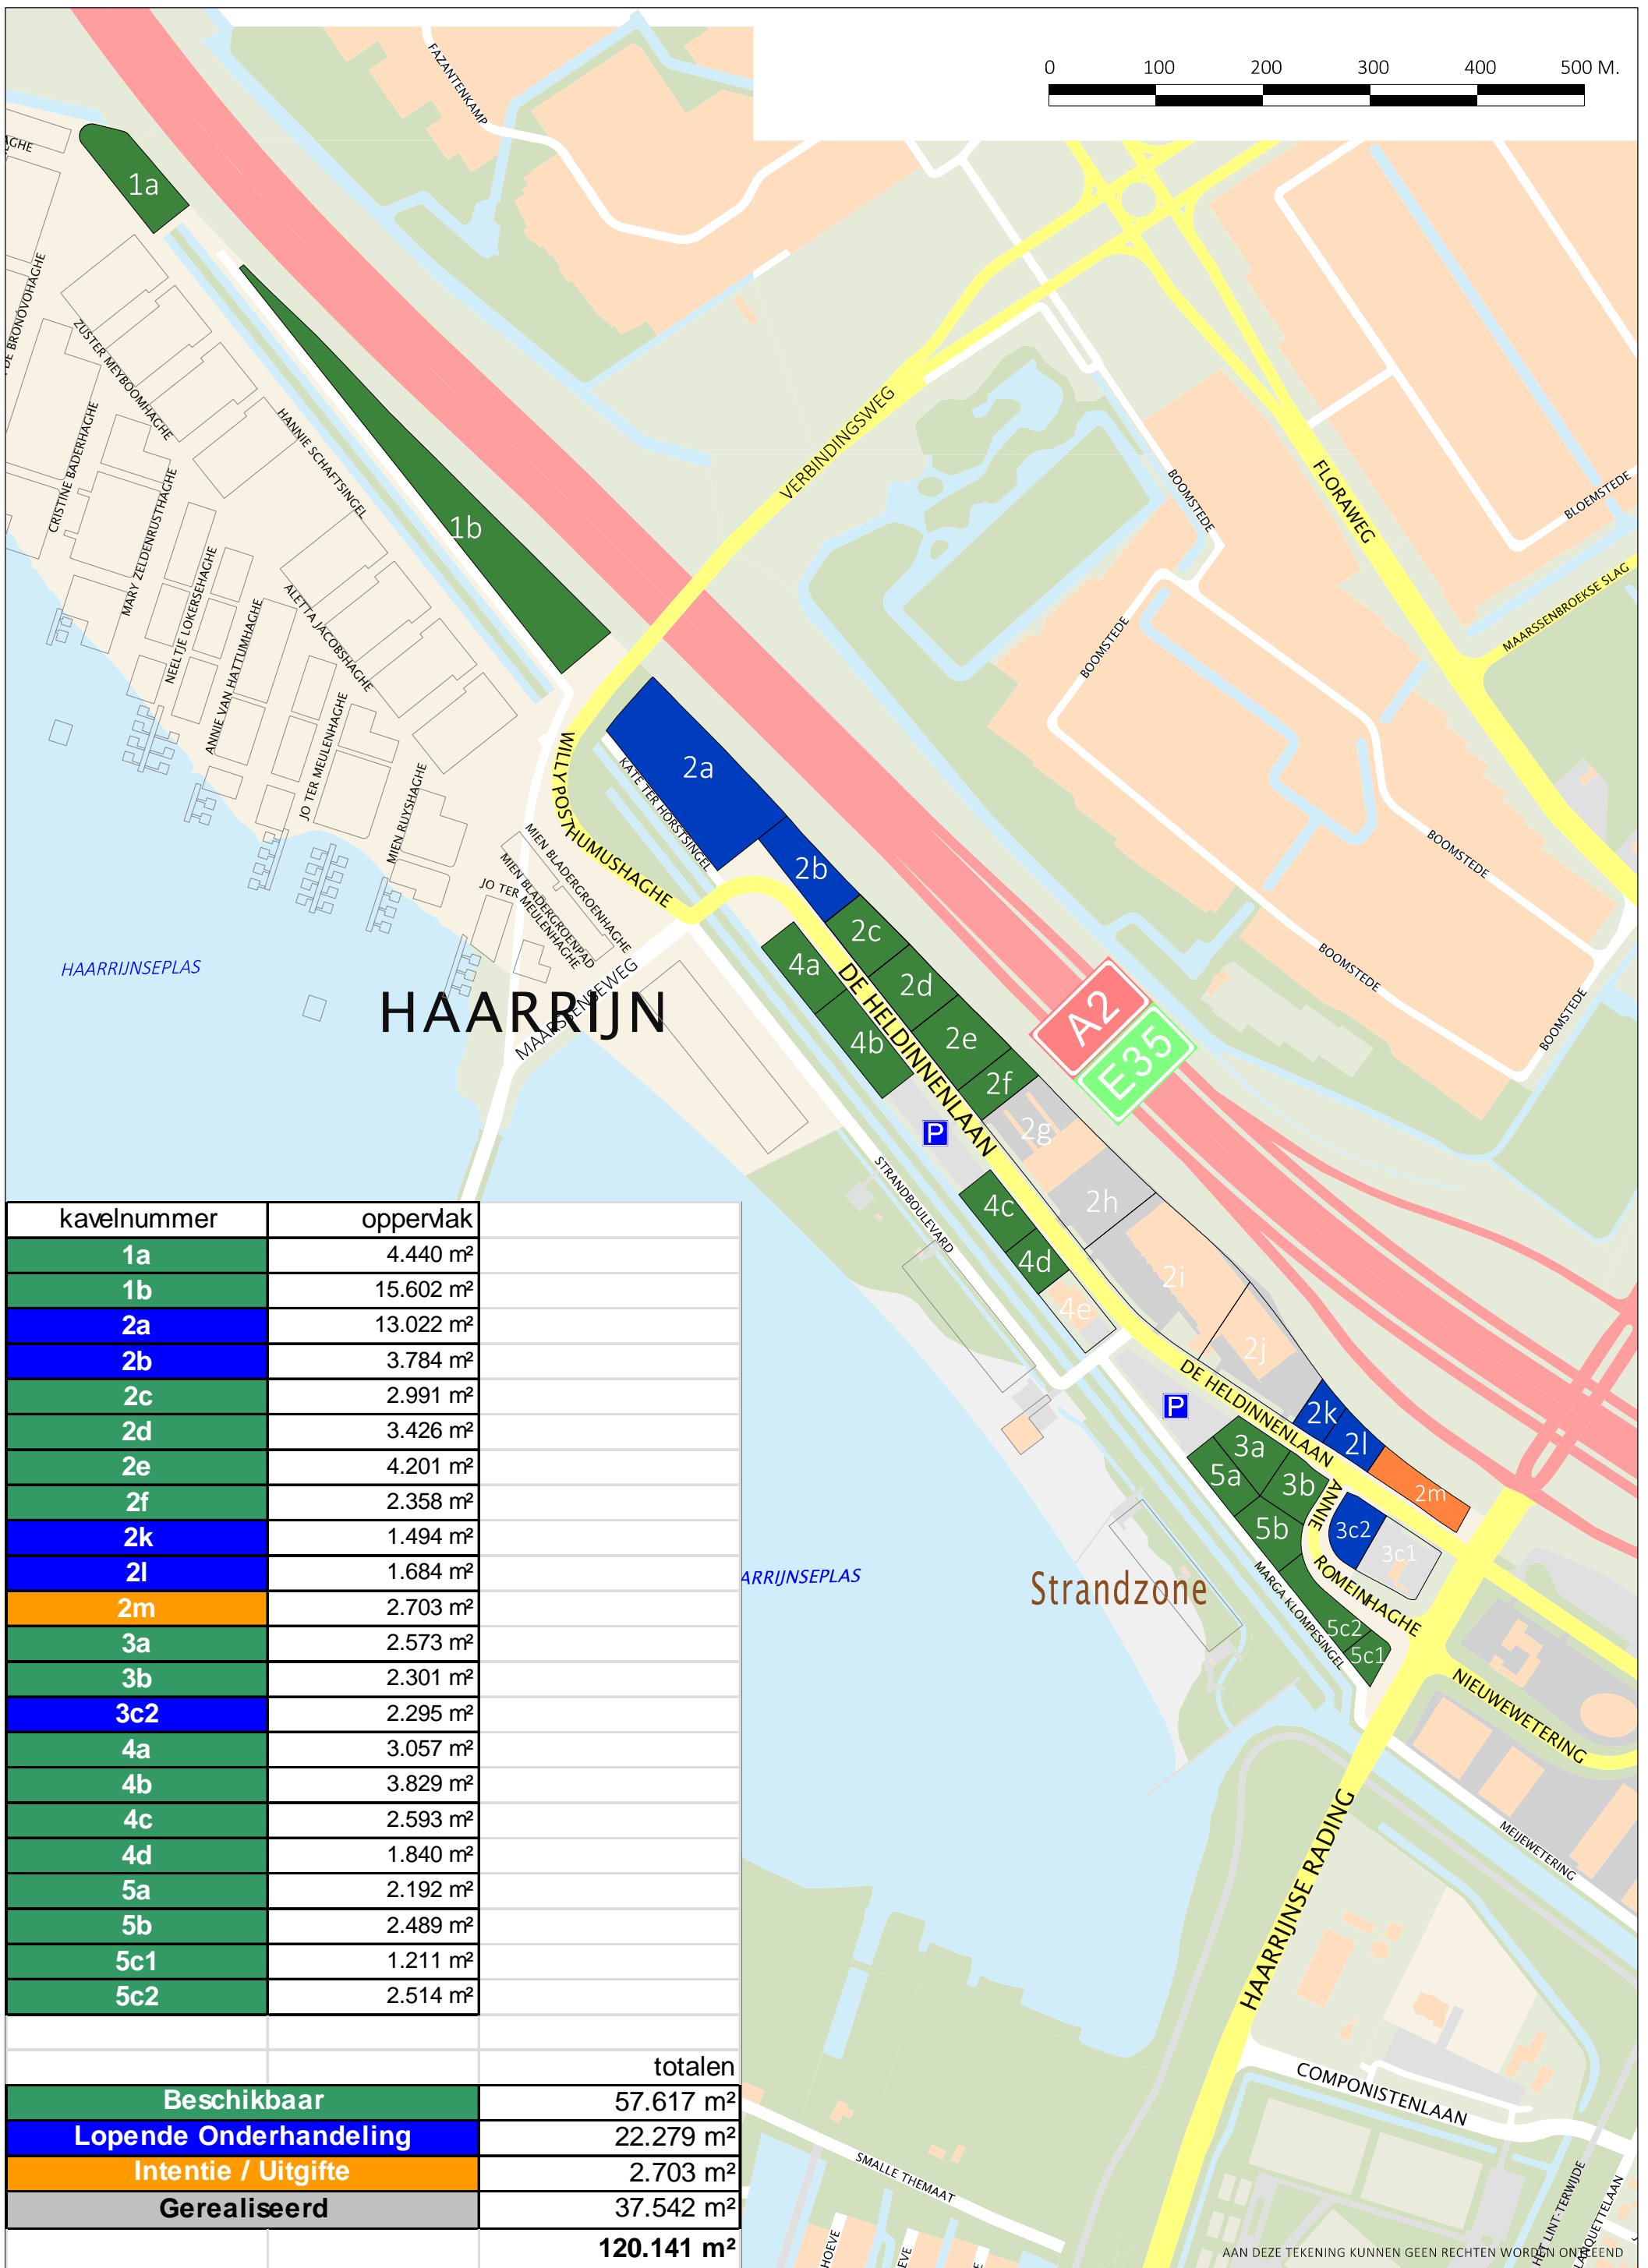 0 100 200 300 400 500 M.
FAZANTENKAMP
1a
DE BRONOVOHAGHE
ZUSTER MEYBOOMHAGHE
CRISTINE BADERHAGHE
HANNIE SCHAFTSINGEL
MARY ZELDENRUSTHAGHE
1b
NEELTJE LOKERSEHAGHE
ALETTA JACOBSHAGHE
ANNIE VAN HATTUMHAGHE
JO TER MEULENHAGHE
MIEN RUYSHAGHE
VERBINDINGSWEG
BOOMSTEDE
FLORAWEG
BLOEMSTEDE
MAARSSENBROEKSE SLAG
BOOMSTEDE
BOOMSTEDE
BOOMSTEDE
BOOMSTEDE
WILLY POSTHUMUSHAGHE
KATE TER HORSTSINGEL
2a
2b
2c
2d
2e
2f
2g
2h
2i
2j
2k
2l
2m
MIEN BLADERGROENHAGHE
MIEN BLADERGROENPAD
JO TER MEULENHAGHE
MAARSSENSEWEG
HAARRIJNSEPLAS
HAARRIJN
4a
4b
DE HELDINNENLAAN
A2
E35
P
STRANDBOULEVARD
4c
4d
4e
DE HELDINNENLAAN
P
3a
3b
5a
5b
3c2
3c1
ANNIE ROMEINHAGHE
MARGA KLOMPESINGEL
5c2
5c1
ARRIJNSEPLAS
Strandzone
NIEUWEWETERING
MEIJEWETERING
HAARRIJNSE RADING
COMPONISTENLAAN
SMALLE THEMAAT
HOEVE
HET LINT-TERWIJDE
kavelnummer oppervlak
1a 4.440 m²
1b 15.602 m²
2a 13.022 m²
2b 3.784 m²
2c 2.991 m²
2d 3.426 m²
2e 4.201 m²
2f 2.358 m²
2k 1.494 m²
2l 1.684 m²
2m 2.703 m²
3a 2.573 m²
3b 2.301 m²
3c2 2.295 m²
4a 3.057 m²
4b 3.829 m²
4c 2.593 m²
4d 1.840 m²
5a 2.192 m²
5b 2.489 m²
5c1 1.211 m²
5c2 2.514 m²
totalen
Beschikbaar 57.617 m²
Lopende Onderhandeling 22.279 m²
Intentie / Uitgifte 2.703 m²
Gerealiseerd 37.542 m²
120.141 m²
AAN DEZE TEKENING KUNNEN GEEN RECHTEN WORDEN ONTLEEND